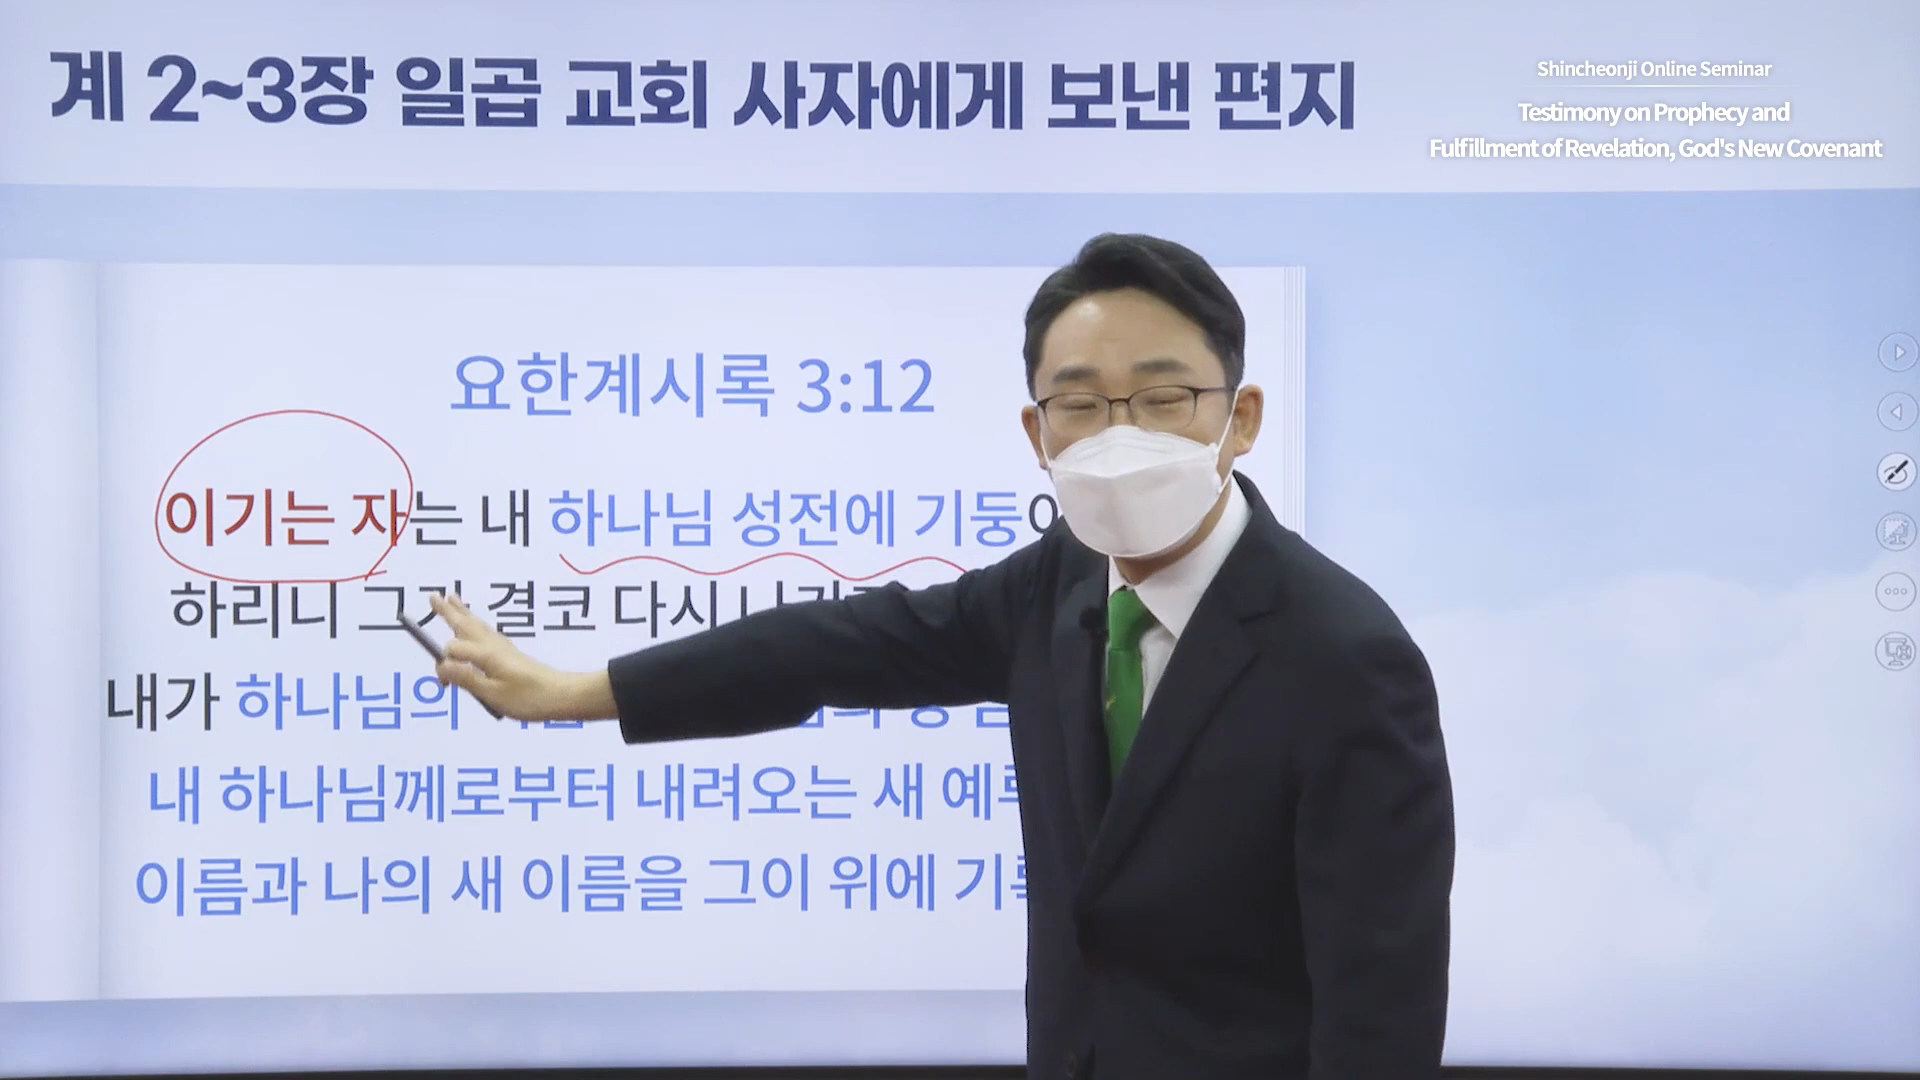 계 2~3장 일곱 교회 사자에게 보낸 편지
Shincheonji Online Seminar
Testimony on Prophecy and
Fulfillment of Revelation, God's New Covenant
요한계시록 3:12
이기는 자는 내 하나님 성전에 기둥
하리니 그가 결코 다시
내가 하나님의
내 하나님께로부터 내려오는 새
이름과 나의 새 이름을 그이 위에